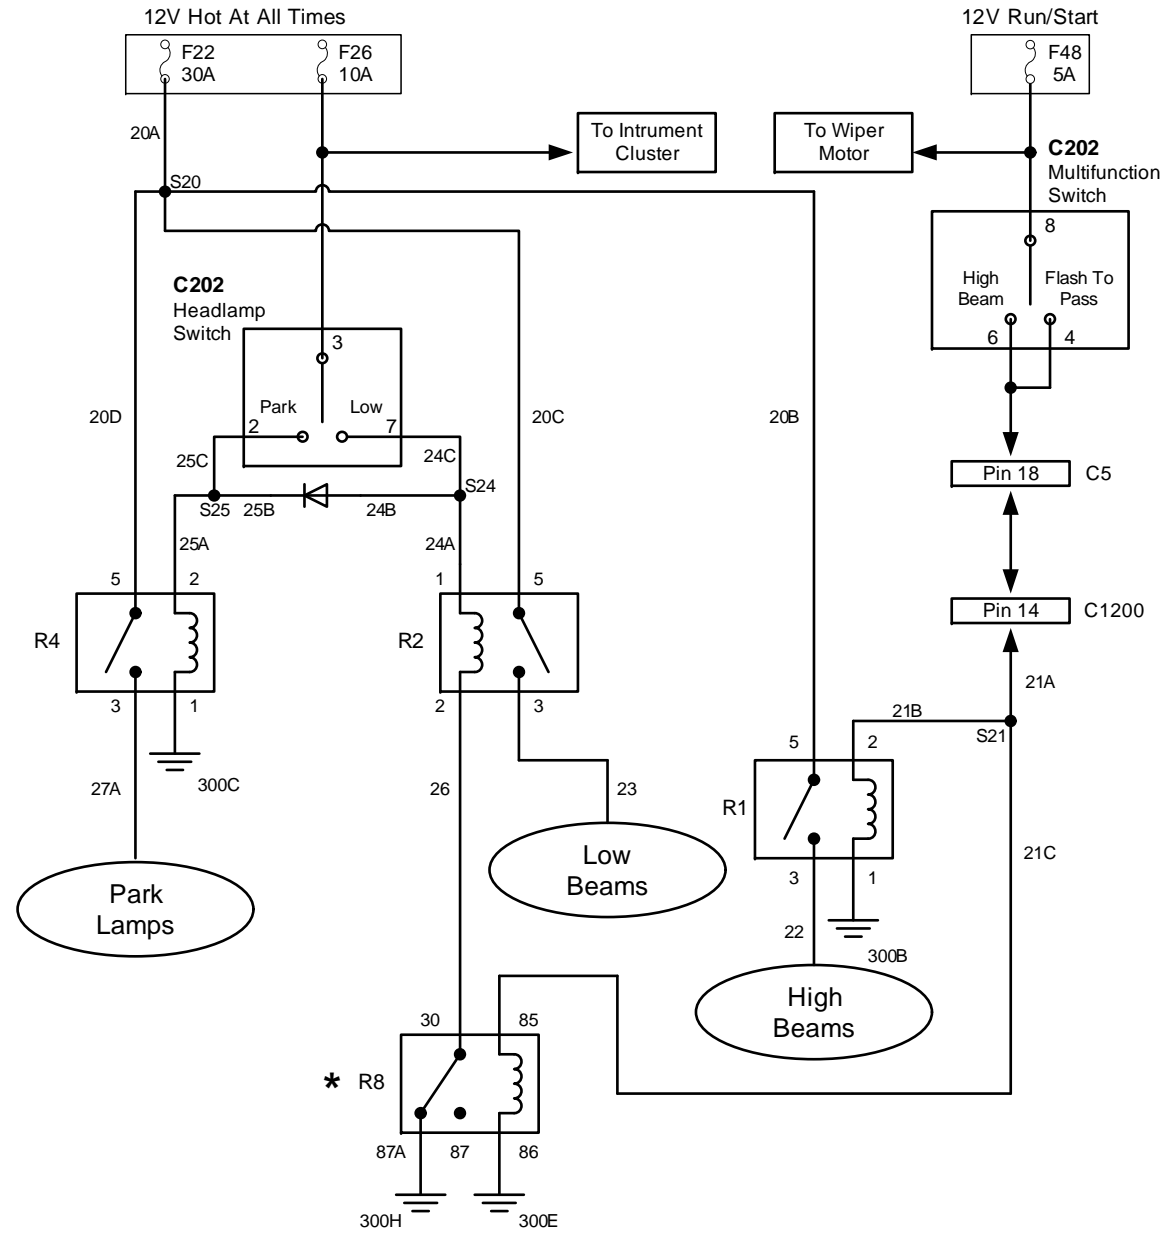 12V Hot At All Times
12V Run/Start
F22
30A
F26
10A
F48
5A
20A
To Intrument
Cluster
To Wiper
Motor
C202
Multifunction
Switch
S20
8
High
Beam
Flash To
Pass
6
4
C202
Headlamp
Switch
3
Park
Low
2
7
20D
20C
20B
25C
24C
S24
S25
25B
24B
25A
24A
Pin 18
C5
5
2
1
5
R4
R2
Pin 14
C1200
3
1
2
3
21A
21B
S21
5
2
300C
27A
26
23
R1
Low
Beams
21C
3
1
Park
Lamps
22
300B
High
Beams
30
85
* R8
87A
87
86
300H
300E